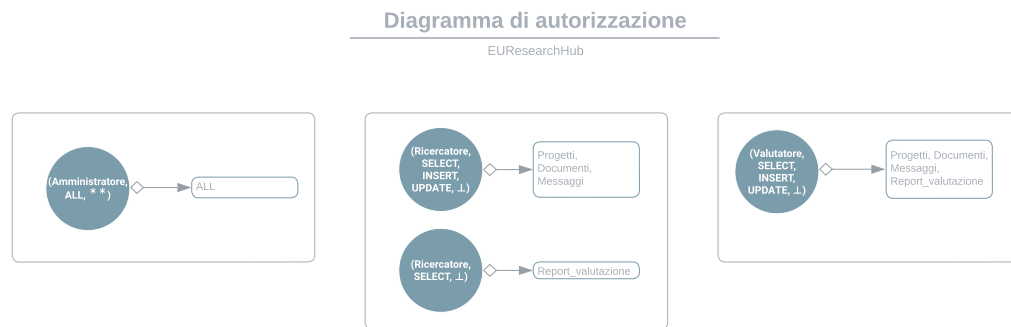 Diagramma di autorizzazione
EUResearchHub
(Amministratore,
ALL, * *)
ALL
(Ricercatore,
SELECT,
INSERT,
UPDATE, ⊥)
Progetti,
Documenti,
Messaggi
(Ricercatore,
SELECT, ⊥)
Report_valutazione
(Valutatore,
SELECT,
INSERT,
UPDATE, ⊥)
Progetti, Documenti,
Messaggi,
Report_valutazione